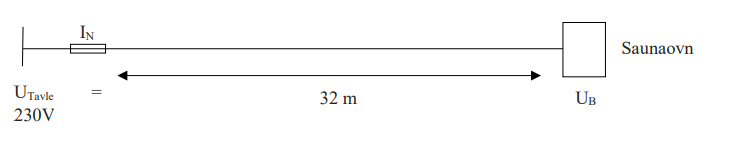 I_N
Saunaovn
U_Tavle =
230V
32 m
U_B